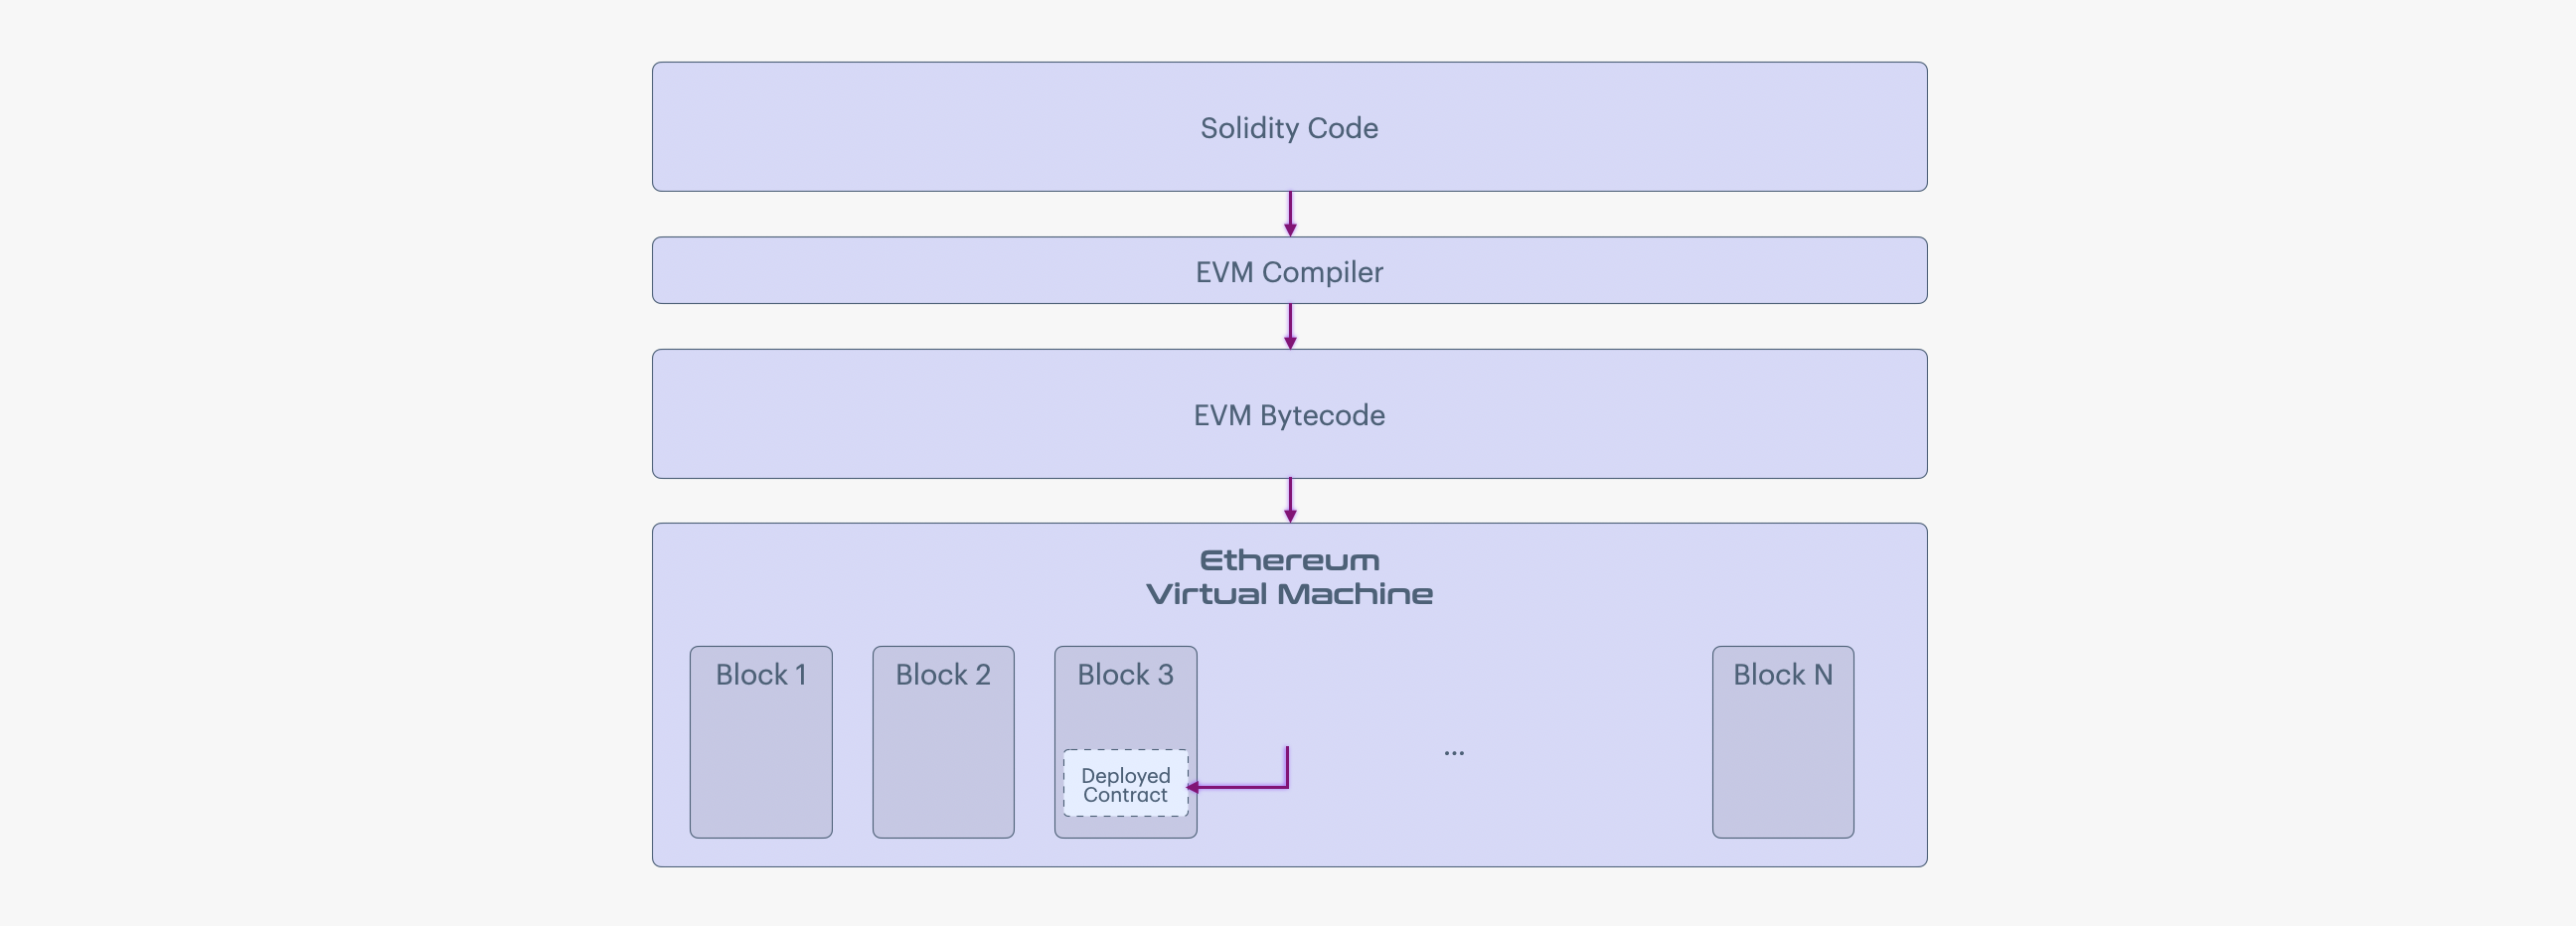 Solidity Code
EVM Compiler
EVM Bytecode
Ethereum
Virtual Machine
Block 1
Block 2
Block 3
Block N
...
Deployed
Contract